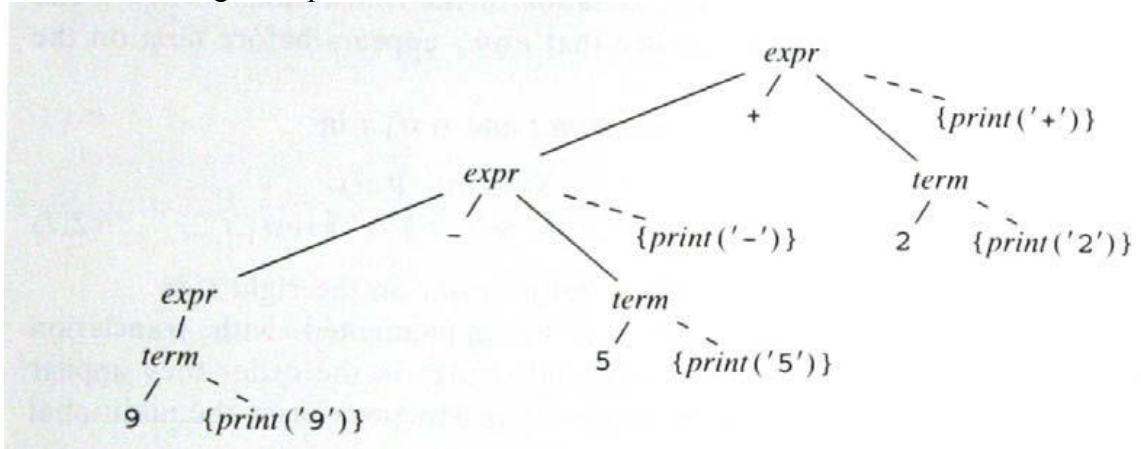 expr
+ {print('+')}
expr term
- {print('-')} 2 {print('2')}
expr term
term 5 {print('5')}
9 {print('9')}